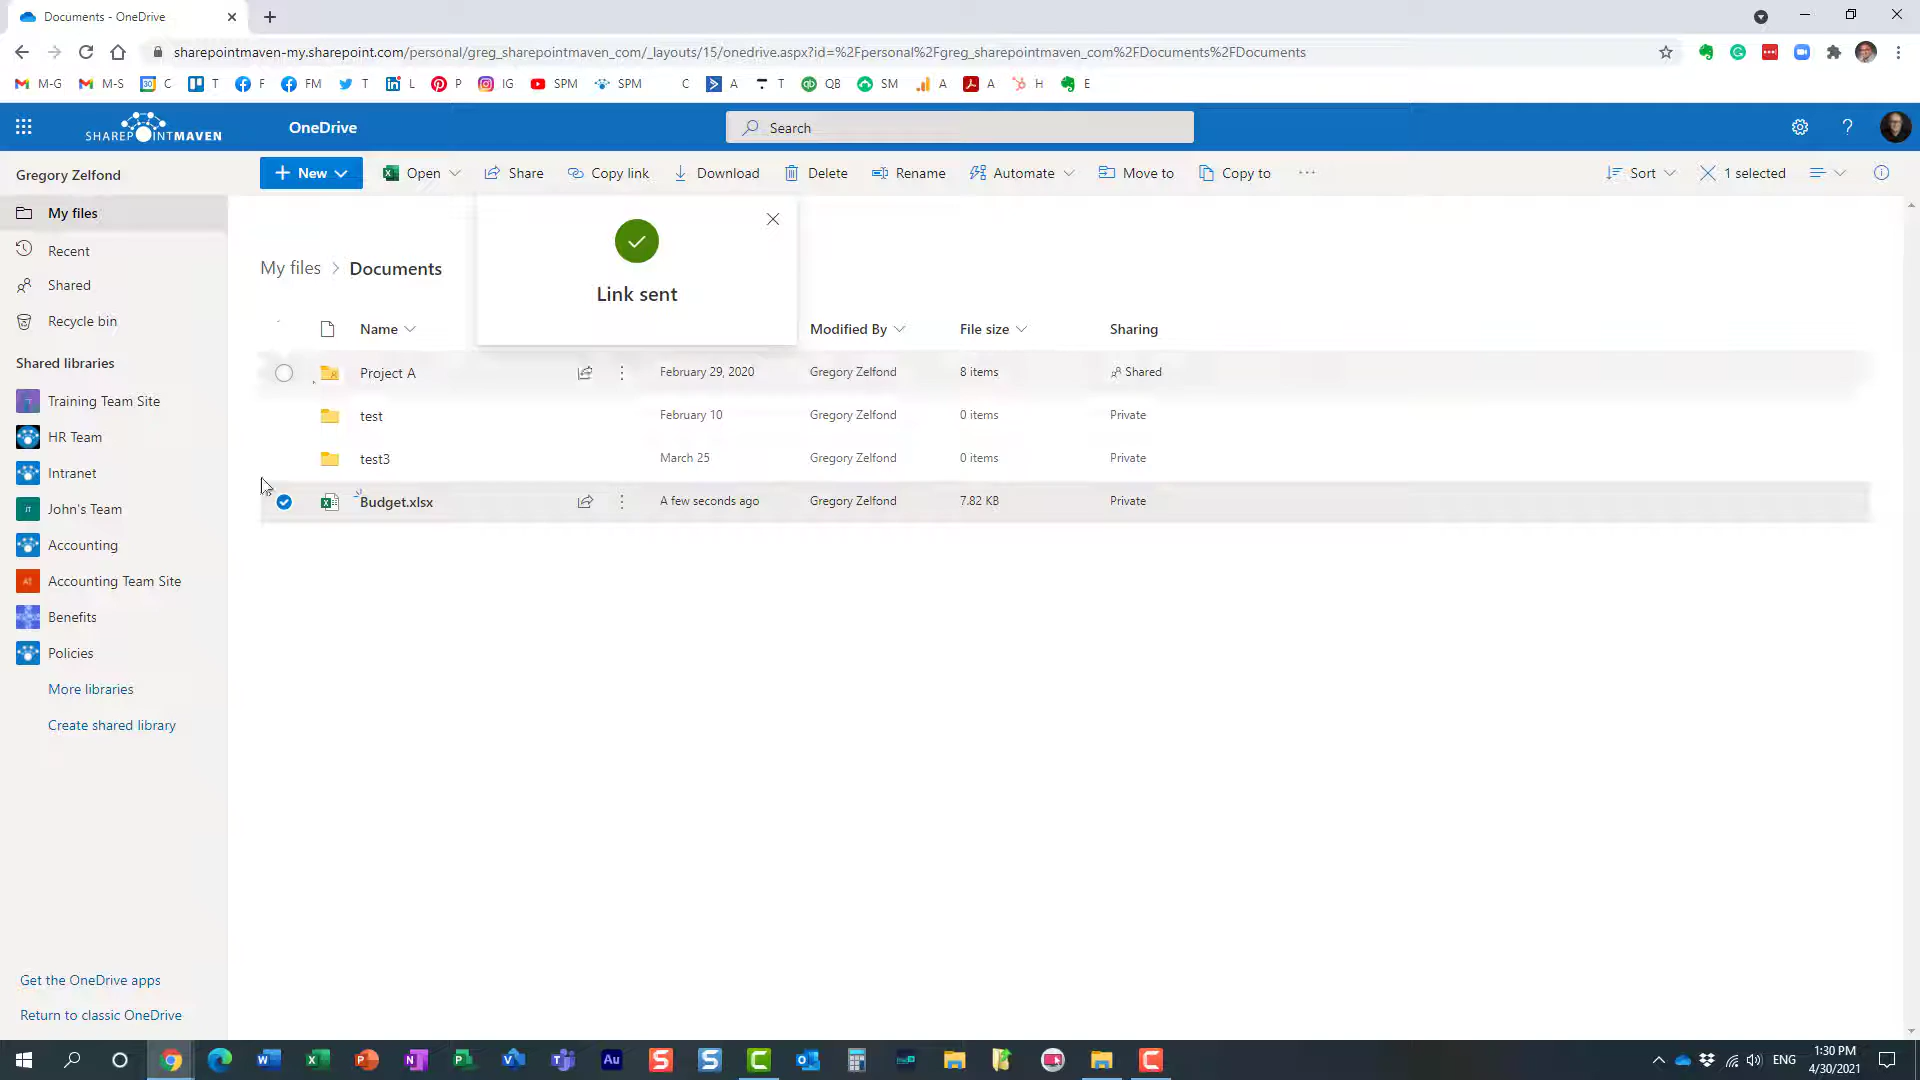 Documents - OneDrive
sharepointmaven-my.sharepoint.com/personal/greg_sharepointmaven_com/_layouts/15/onedrive.aspx?id=%2Fpersonal%2Fgreg_sharepointmaven_com%2FDocuments%2FDocuments
M-G M-S C T F FM T L P IG SPM SPM C A T QB SM A A H E
SHAREPOINTMAVEN OneDrive Search
Gregory Zelfond New Open Share Copy link Download Delete Rename Automate Move to Copy to Sort 1 selected
My files
Recent
Shared
Recycle bin
Shared libraries
Training Team Site
HR Team
Intranet
John's Team
Accounting
Accounting Team Site
Benefits
Policies
More libraries
Create shared library
Get the OneDrive apps
Return to classic OneDrive
My files > Documents
Link sent
Name Modified By File size Sharing
Project A February 29, 2020 Gregory Zelfond 8 items Shared
test February 10 Gregory Zelfond 0 items Private
test3 March 25 Gregory Zelfond 0 items Private
Budget.xlsx A few seconds ago Gregory Zelfond 7.82 KB Private
ENG 1:30 PM
4/30/2021